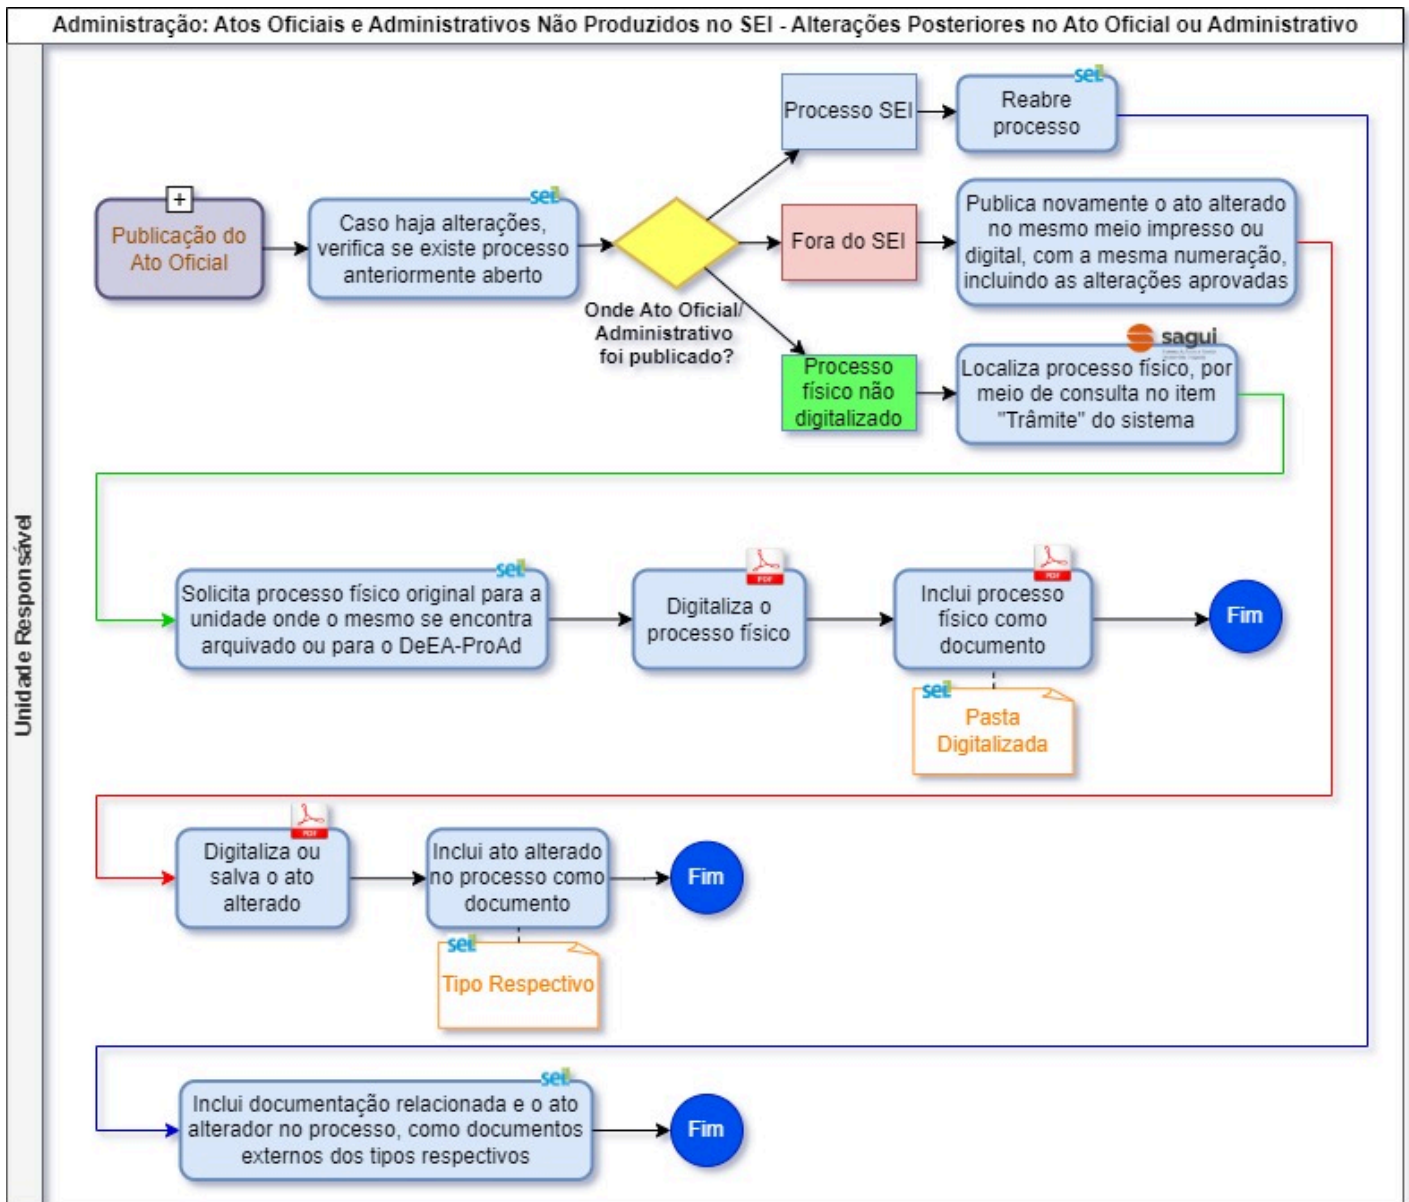 Administração: Atos Oficiais e Administrativos Não Produzidos no SEI - Alterações Posteriores no Ato Oficial ou Administrativo
Unidade Responsável
+
Publicação do
Ato Oficial
sei!
Caso haja alterações,
verifica se existe processo
anteriormente aberto
Onde Ato Oficial/
Administrativo
foi publicado?
Processo SEI
sei!
Reabre
processo
Fora do SEI
Publica novamente o ato alterado
no mesmo meio impresso ou
digital, com a mesma numeração,
incluindo as alterações aprovadas
Processo
físico não
digitalizado
sagui
Localiza processo físico, por
meio de consulta no item
"Trâmite" do sistema
sei!
Solicita processo físico original para a
unidade onde o mesmo se encontra
arquivado ou para o DeEA-ProAd
PDF
Digitaliza o
processo físico
PDF
Inclui processo
físico como
documento
sei!
Pasta
Digitalizada
Fim
PDF
Digitaliza ou
salva o ato
alterado
Inclui ato alterado
no processo como
documento
sei!
Tipo Respectivo
Fim
sei!
Inclui documentação relacionada e o ato
alterador no processo, como documentos
externos dos tipos respectivos
Fim